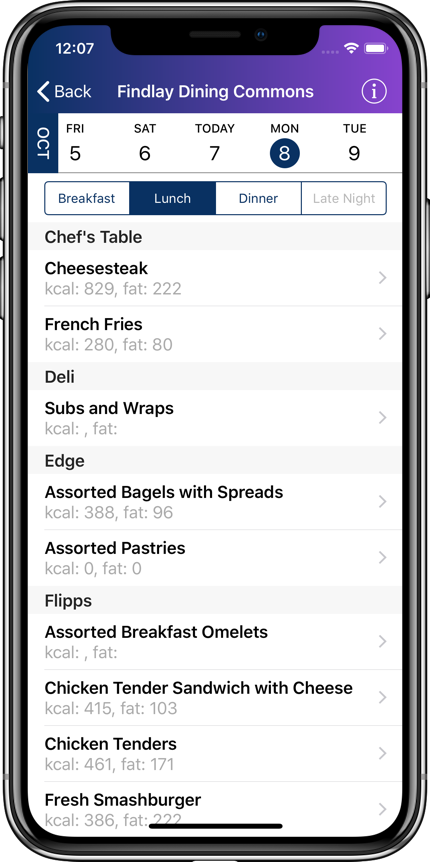 12:07
Back Findlay Dining Commons
OCT
FRI SAT TODAY MON TUE
5 6 7 8 9
Breakfast Lunch Dinner Late Night
Chef's Table
Cheesesteak
kcal: 829, fat: 222
French Fries
kcal: 280, fat: 80
Deli
Subs and Wraps
kcal: , fat:
Edge
Assorted Bagels with Spreads
kcal: 388, fat: 96
Assorted Pastries
kcal: 0, fat: 0
Flipps
Assorted Breakfast Omelets
kcal: , fat:
Chicken Tender Sandwich with Cheese
kcal: 415, fat: 103
Chicken Tenders
kcal: 461, fat: 171
Fresh Smashburger
kcal: 386, fat: 222